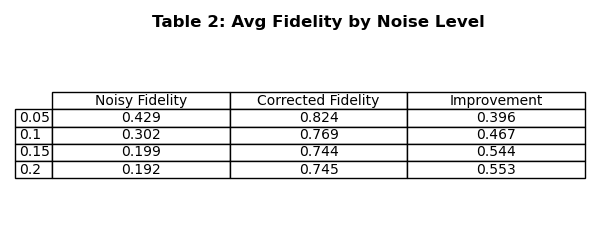 Table 2: Avg Fidelity by Noise Level
Noisy Fidelity Corrected Fidelity Improvement
0.05 0.429 0.824 0.396
0.1 0.302 0.769 0.467
0.15 0.199 0.744 0.544
0.2 0.192 0.745 0.553